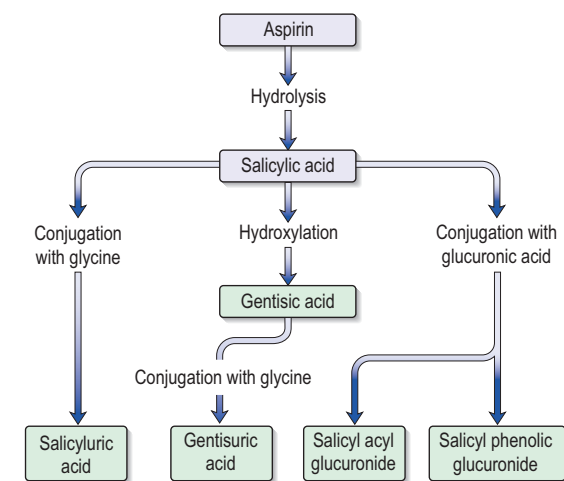 Aspirin
Hydrolysis
Salicylic acid
Conjugation
with glycine
Hydroxylation
Conjugation with
glucuronic acid
Gentisic acid
Conjugation with glycine
Salicyluric
acid
Gentisuric
acid
Salicyl acyl
glucuronide
Salicyl phenolic
glucuronide